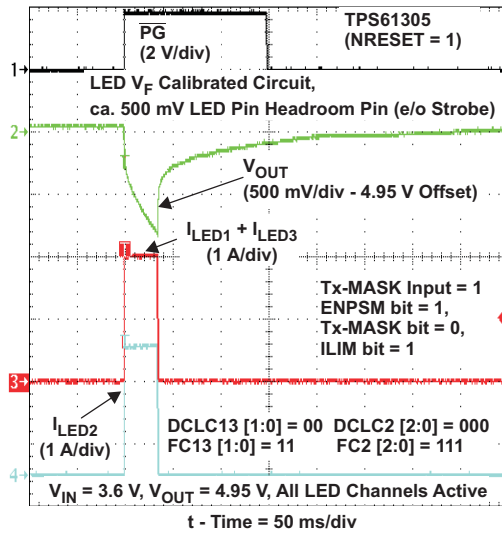 PG
(2 V/div)
TPS61305
(NRESET = 1)
1
LED VF Calibrated Circuit,
ca. 500 mV LED Pin Headroom Pin (e/o Strobe)
2
VOUT
(500 mV/div - 4.95 V Offset)
ILED1 + ILED3
(1 A/div)
Tx-MASK Input = 1
ENPSM bit = 1,
Tx-MASK bit = 0,
ILIM bit = 1
3
ILED2
(1 A/div)
DCLC13 [1:0] = 00 DCLC2 [2:0] = 000
FC13 [1:0] = 11 FC2 [2:0] = 111
4
VIN = 3.6 V, VOUT = 4.95 V, All LED Channels Active
t - Time = 50 ms/div